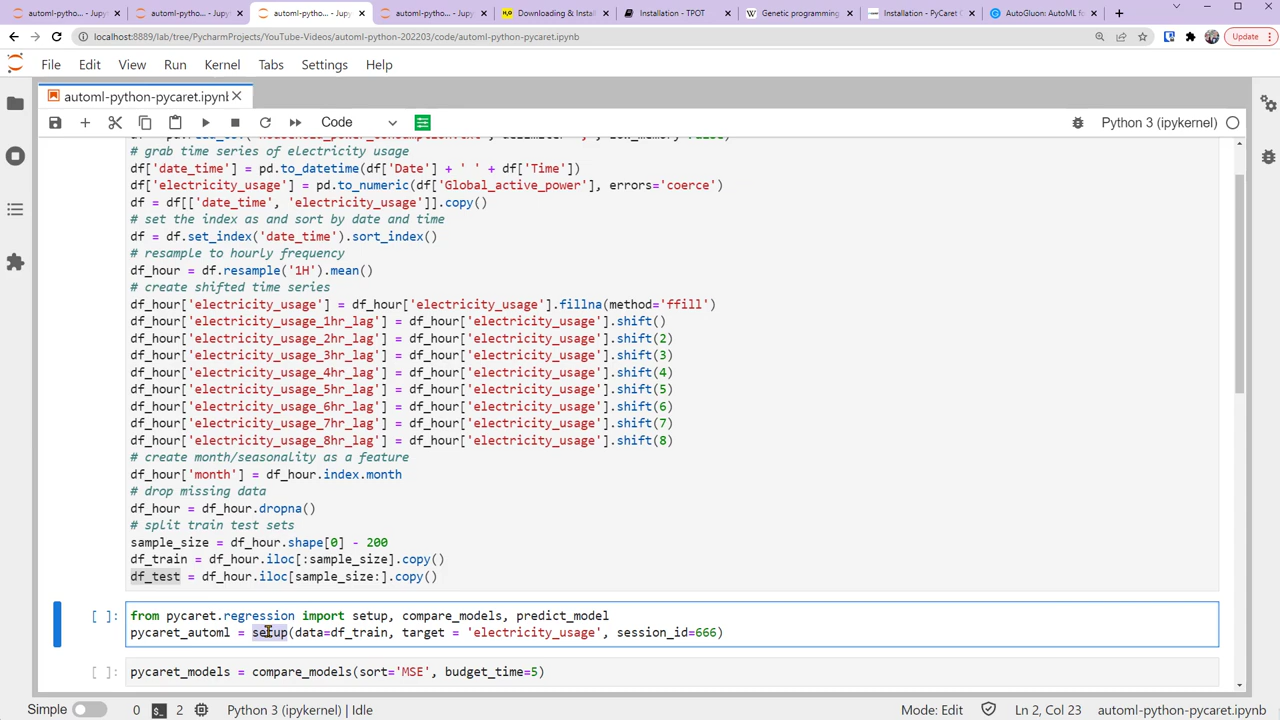 automl-pytho... - Jupy
automl-pytho... - Jupy
automl-pytho... - Jupy
automl-pytho... - Jupy
Downloading & Install
Installation - TPOT
Genetic programming
Installation - PyCaret
AutoGluon: AutoML f
localhost:8889/lab/tree/PycharmProjects/YouTube-Videos/automl-python-202203/code/automl-python-pycaret.ipynb
Update
File Edit View Run Kernel Tabs Settings Help
automl-python-pycaret.ipynb
Code
Python 3 (ipykernel)
# grab time series of electricity usage
df['date_time'] = pd.to_datetime(df['Date'] + ' ' + df['Time'])
df['electricity_usage'] = pd.to_numeric(df['Global_active_power'], errors='coerce')
df = df[['date_time', 'electricity_usage']].copy()
# set the index as and sort by date and time
df = df.set_index('date_time').sort_index()
# resample to hourly frequency
df_hour = df.resample('1H').mean()
# create shifted time series
df_hour['electricity_usage'] = df_hour['electricity_usage'].fillna(method='ffill')
df_hour['electricity_usage_1hr_lag'] = df_hour['electricity_usage'].shift()
df_hour['electricity_usage_2hr_lag'] = df_hour['electricity_usage'].shift(2)
df_hour['electricity_usage_3hr_lag'] = df_hour['electricity_usage'].shift(3)
df_hour['electricity_usage_4hr_lag'] = df_hour['electricity_usage'].shift(4)
df_hour['electricity_usage_5hr_lag'] = df_hour['electricity_usage'].shift(5)
df_hour['electricity_usage_6hr_lag'] = df_hour['electricity_usage'].shift(6)
df_hour['electricity_usage_7hr_lag'] = df_hour['electricity_usage'].shift(7)
df_hour['electricity_usage_8hr_lag'] = df_hour['electricity_usage'].shift(8)
# create month/seasonality as a feature
df_hour['month'] = df_hour.index.month
# drop missing data
df_hour = df_hour.dropna()
# split train test sets
sample_size = df_hour.shape[0] - 200
df_train = df_hour.iloc[:sample_size].copy()
df_test = df_hour.iloc[sample_size:].copy()
[ ]: from pycaret.regression import setup, compare_models, predict_model
pycaret_automl = setup(data=df_train, target = 'electricity_usage', session_id=666)
[ ]: pycaret_models = compare_models(sort='MSE', budget_time=5)
Simple 0 2 Python 3 (ipykernel) | Idle Mode: Edit Ln 2, Col 23 automl-python-pycaret.ipynb